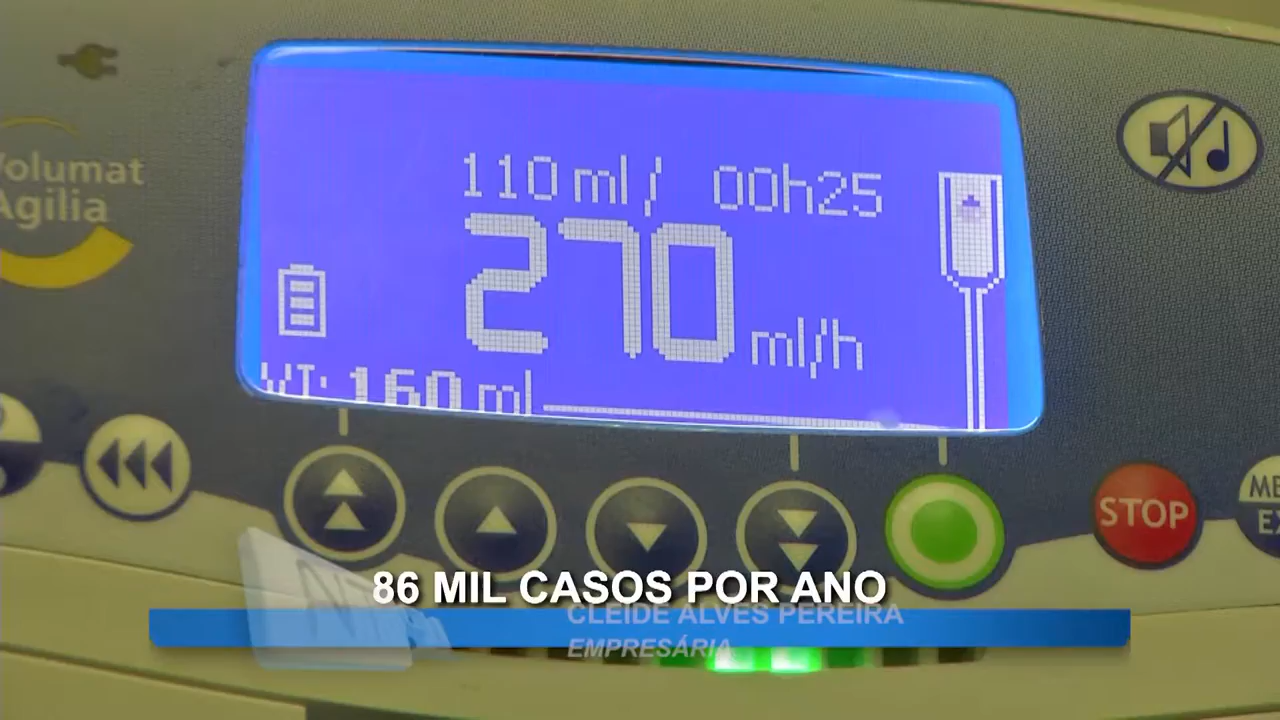 Volumat
Agilia
110 ml / 00h25
270 ml/h
VT: 160 ml
STOP
86 MIL CASOS POR ANO
CLEIDE ALVES PEREIRA
EMPRESÁRIA